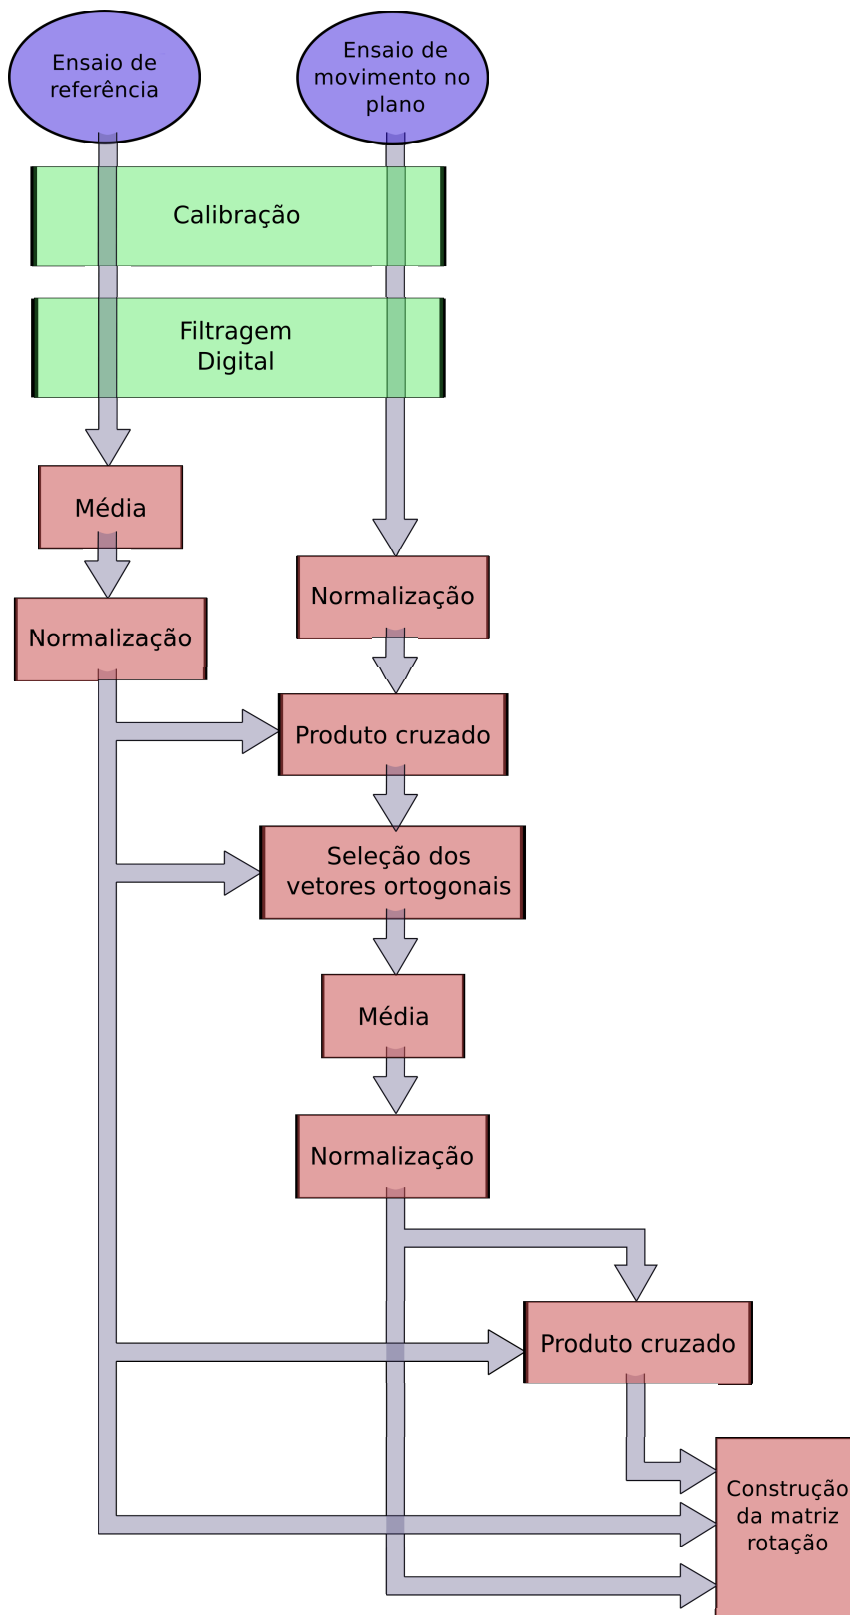 Ensaio de
referência
Ensaio de
movimento no
plano
Calibração
Filtragem
Digital
Média
Normalização
Normalização
Produto cruzado
Seleção dos
vetores ortogonais
Média
Normalização
Produto cruzado
Construção
da matriz
rotação